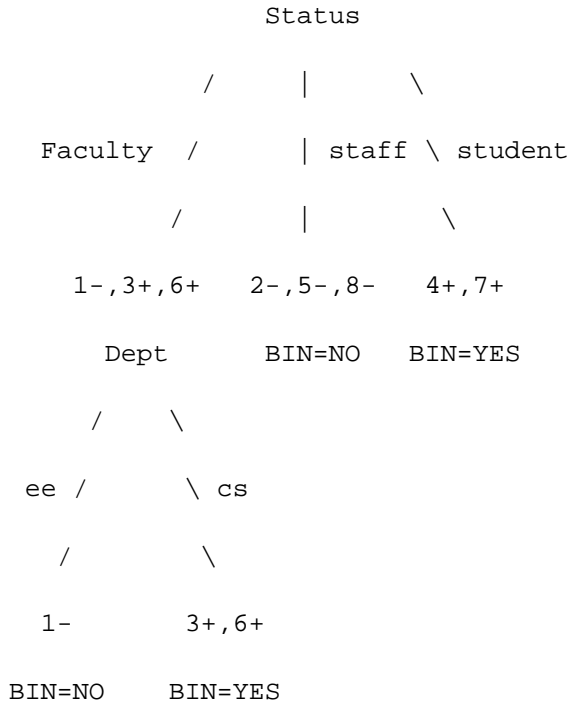 Status
/ | \
Faculty / | staff \ student
/ | \
1-,3+,6+ 2-,5-,8- 4+,7+
Dept BIN=NO BIN=YES
/ \
ee / \ cs
/ \
1- 3+,6+
BIN=NO BIN=YES